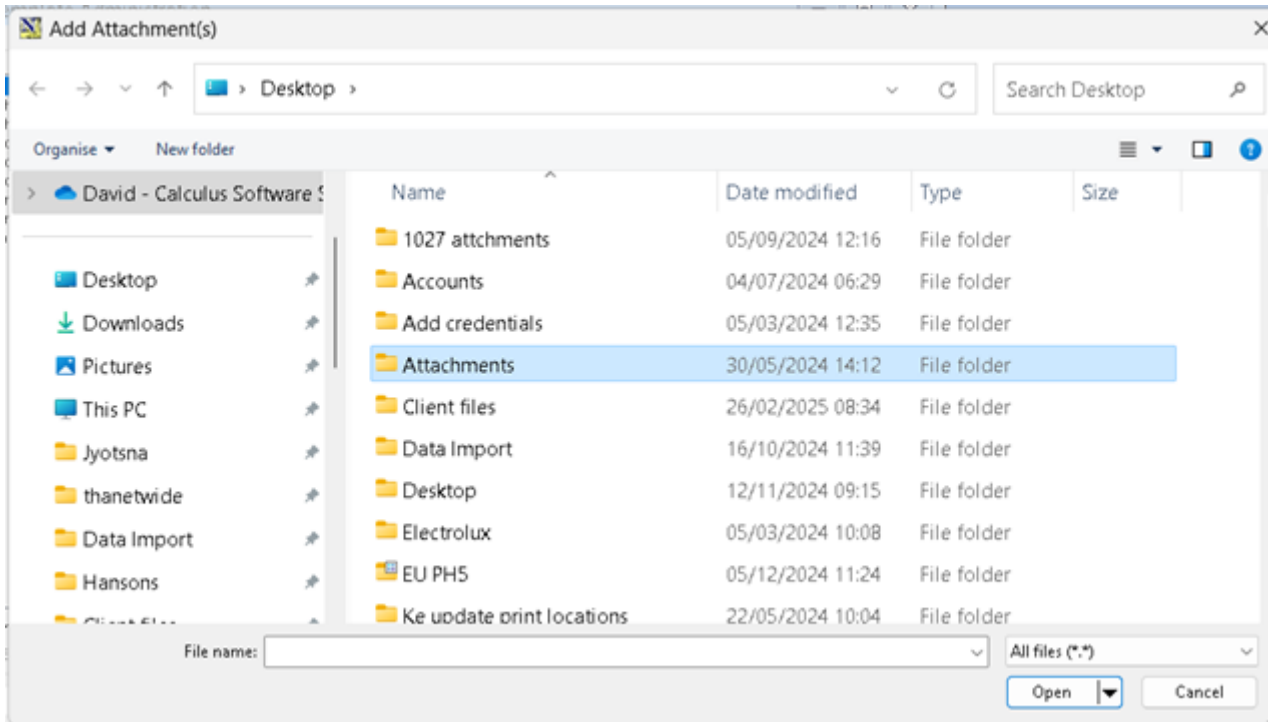 Add Attachment(s)
Desktop
Search Desktop
Organise New folder
David - Calculus Software S
Desktop
Downloads
Pictures
This PC
Jyotsna
thanetwide
Data Import
Hansons
Name Date modified Type Size
1027 attchments 05/09/2024 12:16 File folder
Accounts 04/07/2024 06:29 File folder
Add credentials 05/03/2024 12:35 File folder
Attachments 30/05/2024 14:12 File folder
Client files 26/02/2025 08:34 File folder
Data Import 16/10/2024 11:39 File folder
Desktop 12/11/2024 09:15 File folder
Electrolux 05/03/2024 10:08 File folder
EU PH5 05/12/2024 11:24 File folder
Ke update print locations 22/05/2024 10:04 File folder
File name: All files (*.*)
Open Cancel